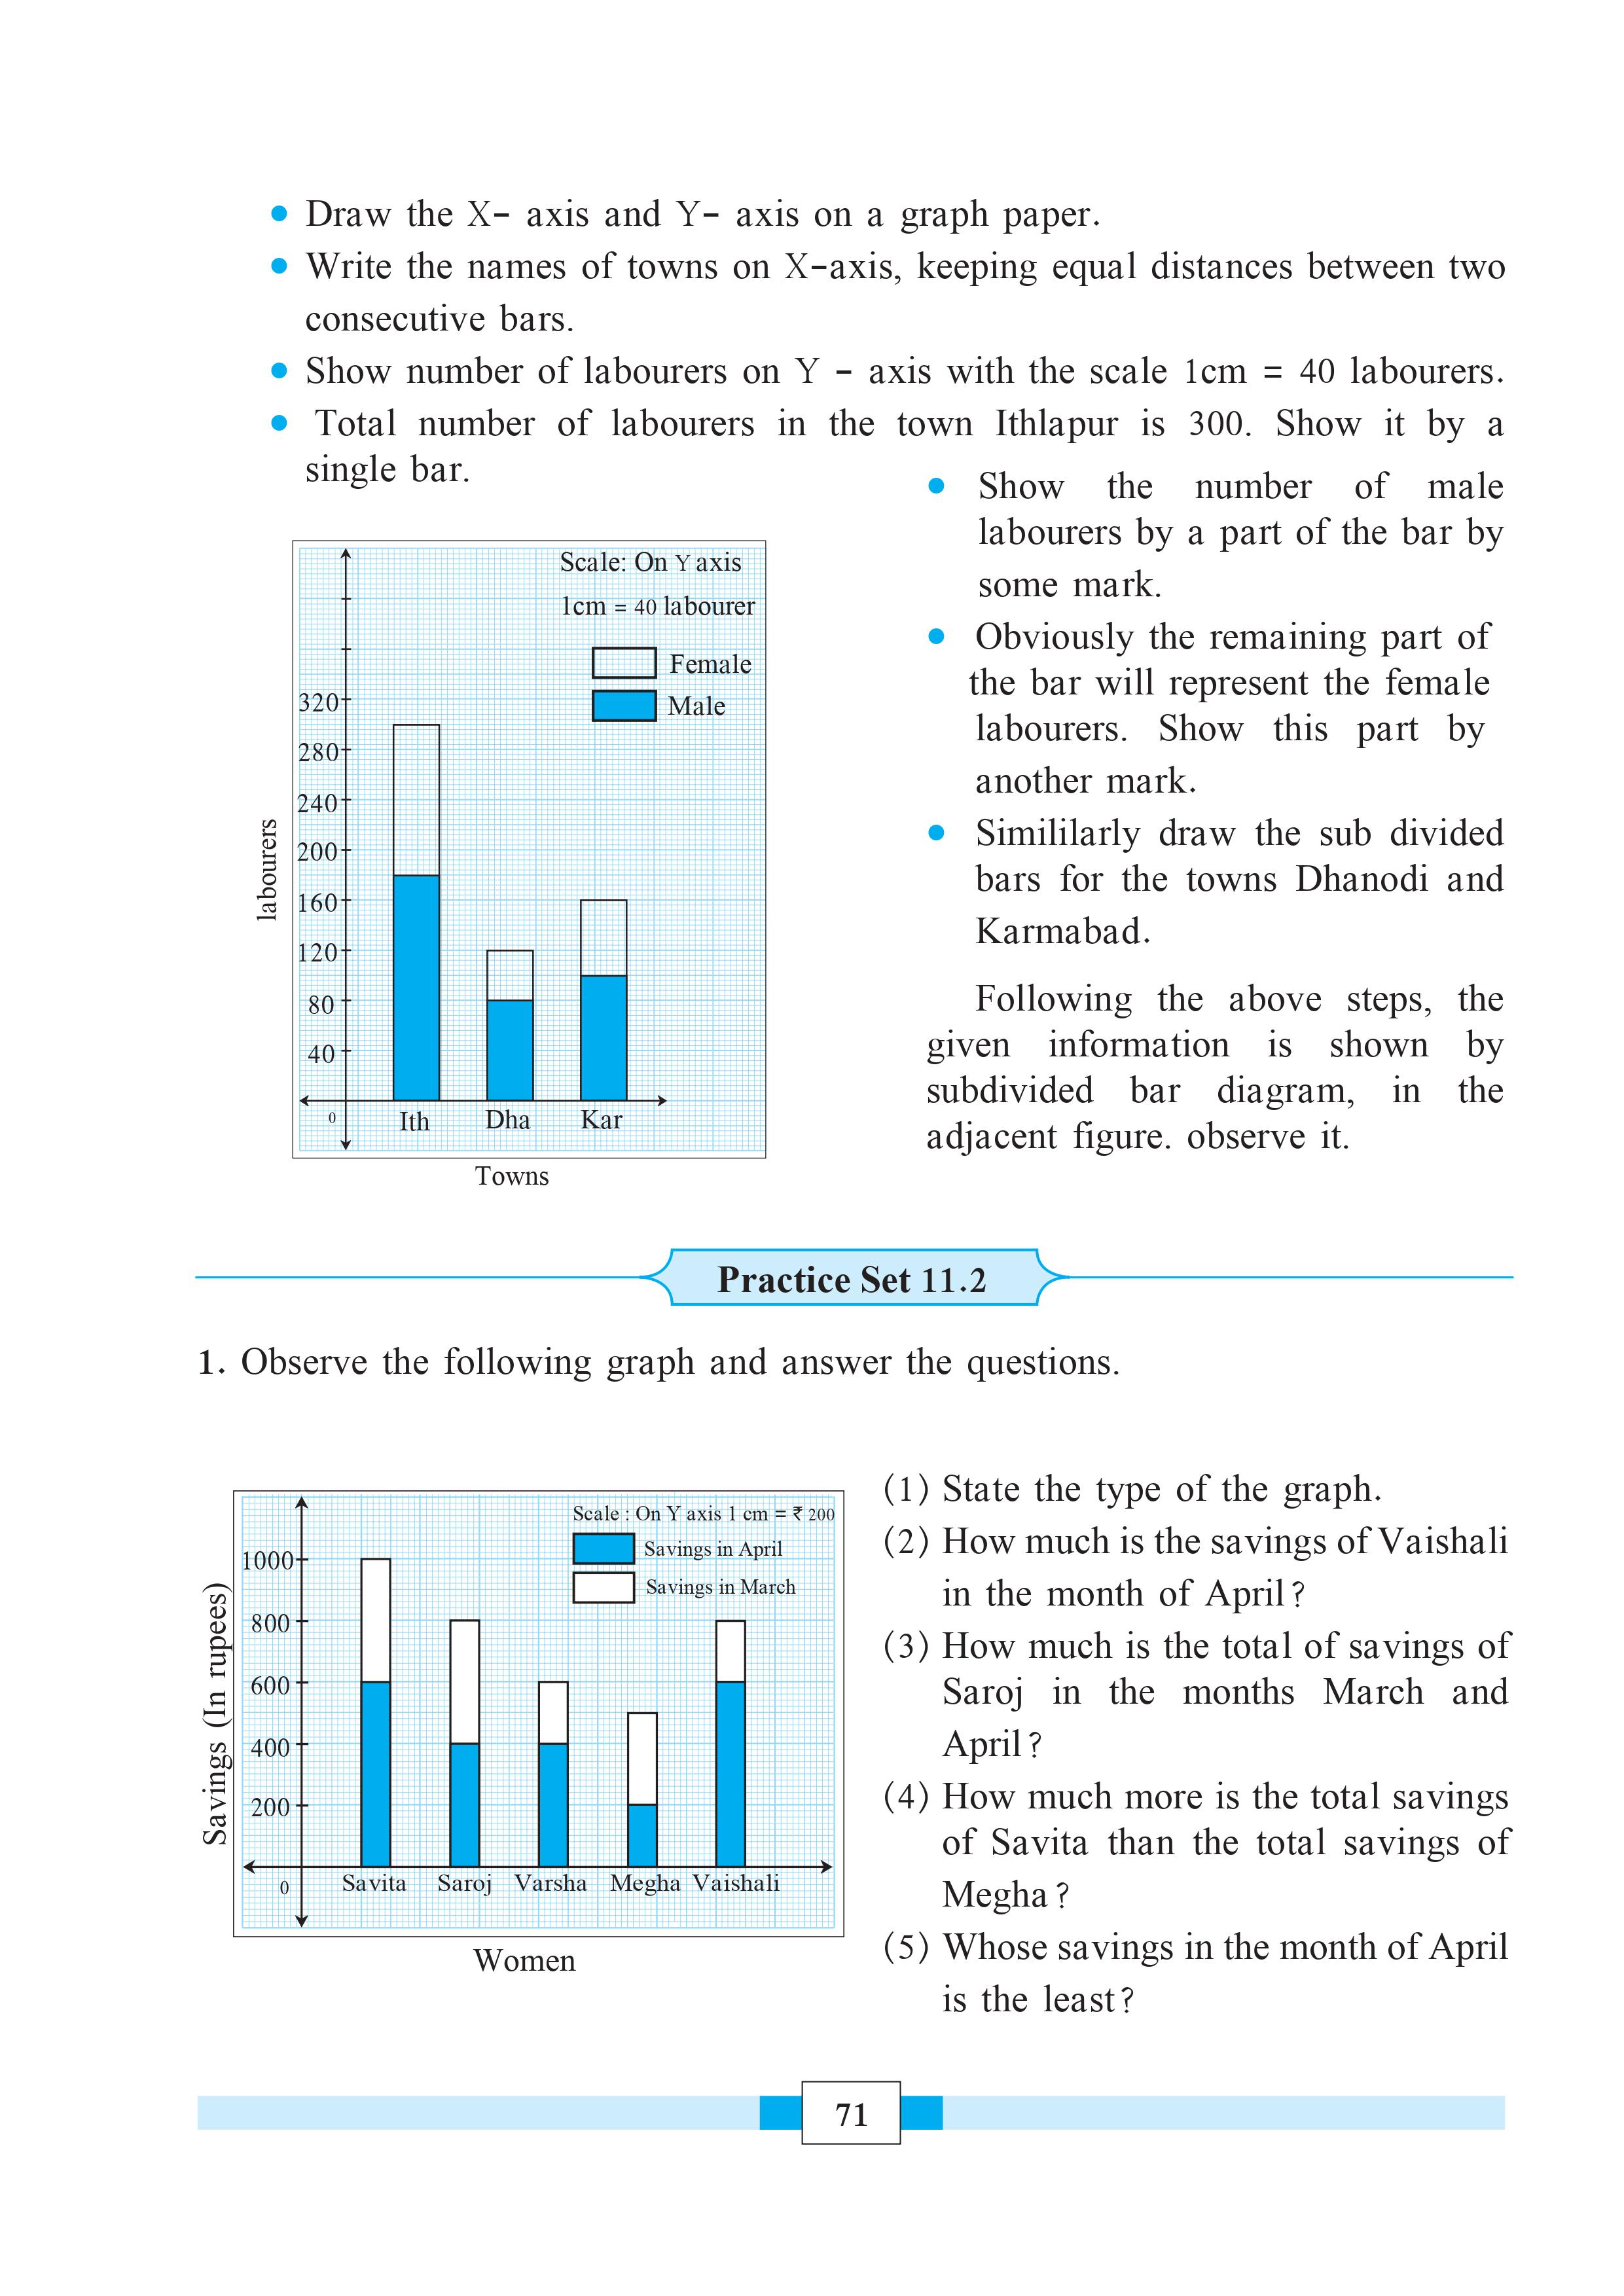 • Draw the X- axis and Y- axis on a graph paper.
• Write the names of towns on X-axis, keeping equal distances between two
consecutive bars.
• Show number of labourers on Y - axis with the scale 1cm = 40 labourers.
• Total number of labourers in the town Ithlapur is 300. Show it by a
single bar.
• Show the number of male
labourers by a part of the bar by
some mark.
• Obviously the remaining part of
the bar will represent the female
labourers. Show this part by
another mark.
• Simililarly draw the sub divided
bars for the towns Dhanodi and
Karmabad.
Following the above steps, the
given information is shown by
subdivided bar diagram, in the
adjacent figure. observe it.
Scale: On Y axis
1cm = 40 labourer
Female
Male
320
280
240
200
160
120
80
40
0
labourers
Ith Dha Kar
Towns
Practice Set 11.2
1. Observe the following graph and answer the questions.
Scale : On Y axis 1 cm = ₹ 200
Savings in April
Savings in March
1000
800
600
400
200
0
Savings (In rupees)
Savita Saroj Varsha Megha Vaishali
Women
(1) State the type of the graph.
(2) How much is the savings of Vaishali
in the month of April?
(3) How much is the total of savings of
Saroj in the months March and
April?
(4) How much more is the total savings
of Savita than the total savings of
Megha?
(5) Whose savings in the month of April
is the least?
71